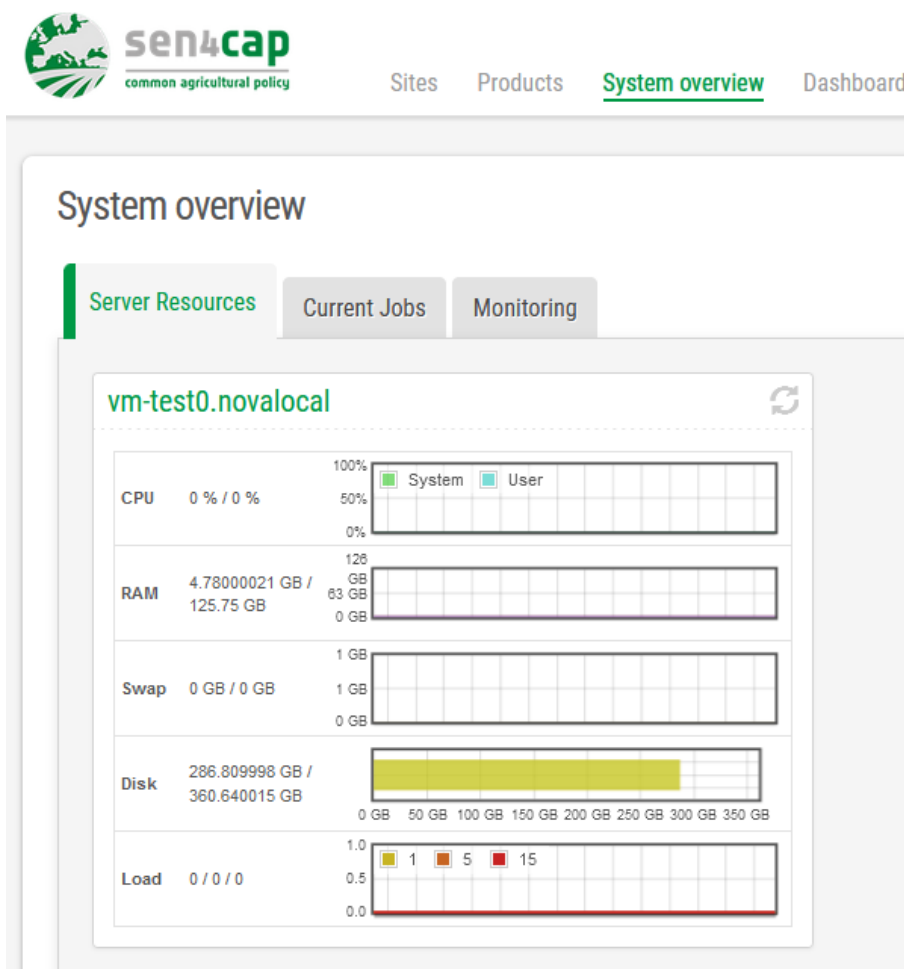 sen4cap
common agricultural policy
Sites Products System overview Dashboard
System overview
Server Resources Current Jobs Monitoring
vm-test0.novalocal
CPU 0 % / 0 %
100%
50%
0%
System User
RAM 4.78000021 GB /
125.75 GB
126
GB
63 GB
0 GB
Swap 0 GB / 0 GB
1 GB
1 GB
0 GB
Disk 286.809998 GB /
360.640015 GB
0 GB 50 GB 100 GB 150 GB 200 GB 250 GB 300 GB 350 GB
Load 0 / 0 / 0
1.0
0.5
0.0
1 5 15